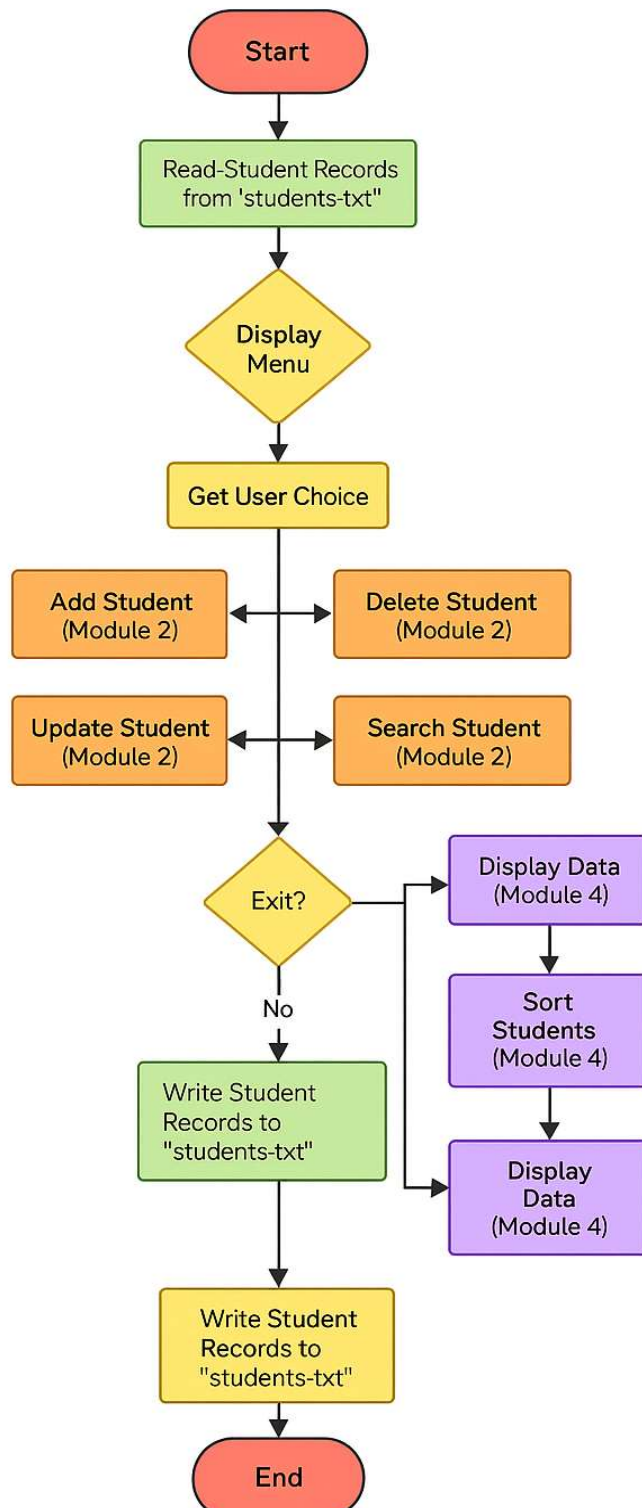 Start
Read-Student Records
from 'students-txt"
Display
Menu
Get User Choice
Add Student
(Module 2)
Delete Student
(Module 2)
Update Student
(Module 2)
Search Student
(Module 2)
Exit?
Display Data
(Module 4)
Sort
Students
(Module 4)
Display
Data
(Module 4)
No
Write Student
Records to
"students-txt"
Write Student
Records to
"students-txt"
End